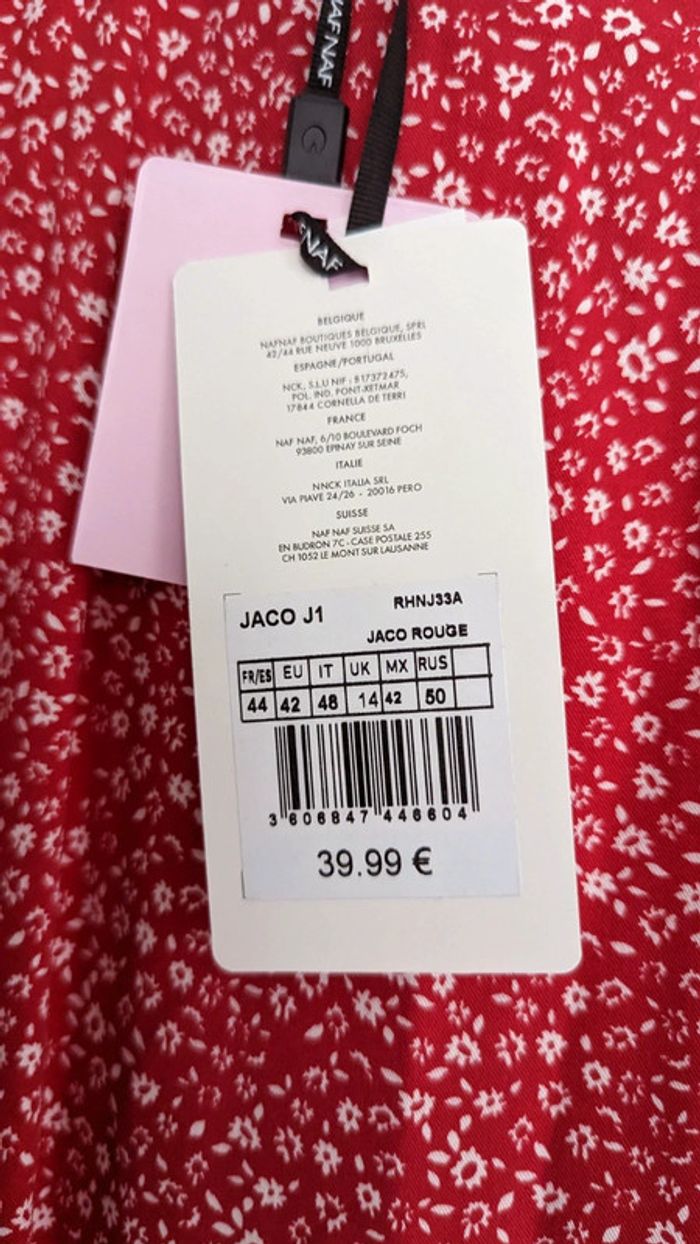 NAFNAF
NAF
BELGIQUE
NAFNAF BOUTIQUES BELGIQUE, SPRL
42/44 RUE NEUVE 1000 BRUXELLES
ESPAGNE/PORTUGAL
NCK, S.L.U NIF : B17372475,
POL. IND. PONT-XETMAR
17844 CORNELLA DE TERRI
FRANCE
NAF NAF, 6/10 BOULEVARD FOCH
93800 EPINAY SUR SEINE
ITALIE
NNCK ITALIA SRL
VIA PIAVE 24/26 - 20016 PERO
SUISSE
NAF NAF SUISSE SA
EN BUDRON 7C - CASE POSTALE 255
CH 1052 LE MONT SUR LAUSANNE
JACO J1 RHNJ33A
JACO ROUGE
FR/ES EU IT UK MX RUS
44 42 48 14 42 50
3 606847 446604
39.99 €